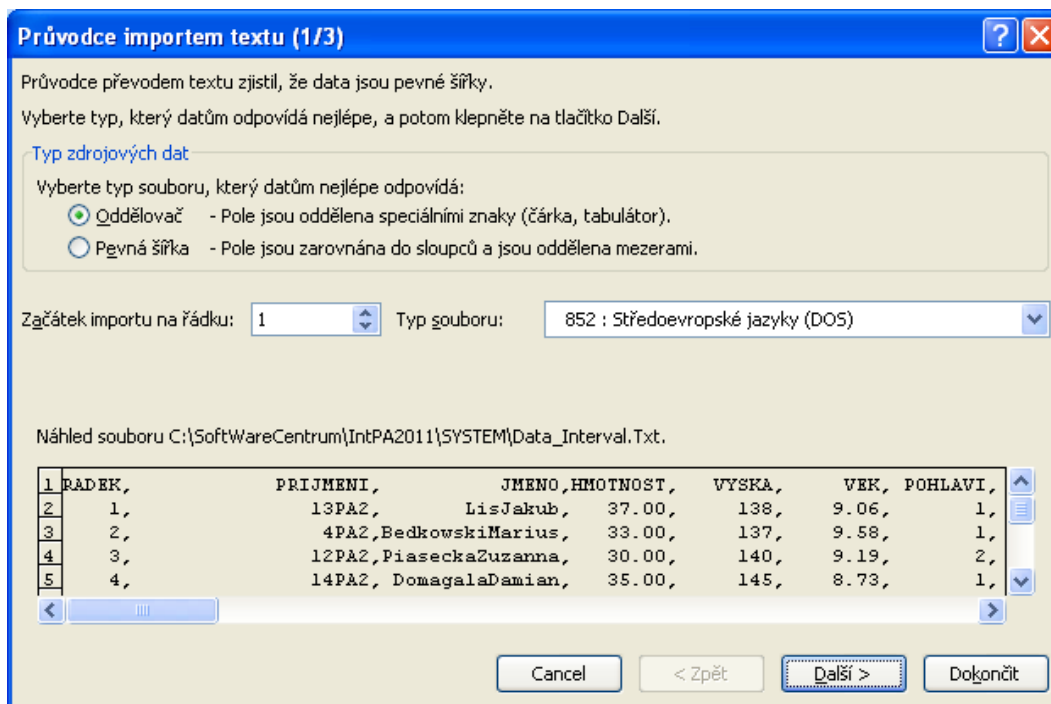 Průvodce importem textu (1/3)
Průvodce převodem textu zjistil, že data jsou pevné šířky.
Vyberte typ, který datům odpovídá nejlépe, a potom klepněte na tlačítko Další.
Typ zdrojových dat
Vyberte typ souboru, který datům nejlépe odpovídá:
Oddělovač - Pole jsou oddělena speciálními znaky (čárka, tabulátor).
Pevná šířka - Pole jsou zarovnána do sloupců a jsou oddělena mezerami.
Začátek importu na řádku: 1 Typ souboru: 852 : Středoevropské jazyky (DOS)
Náhled souboru C:\SoftWareCentrum\IntPA2011\SYSTEM\Data_Interval.Txt.
1 RADEK, PRIJMENI, JMENO,HMOTNOST, VYSKA, VEK, POHLAVI,
2 1, 13PA2, LisJakub, 37.00, 138, 9.06, 1,
3 2, 4PA2,BedkowskiMarius, 33.00, 137, 9.58, 1,
4 3, 12PA2,PiaseckaZuzanna, 30.00, 140, 9.19, 2,
5 4, 14PA2, DomagalaDamian, 35.00, 145, 8.73, 1,
Cancel < Zpět Další > Dokončit